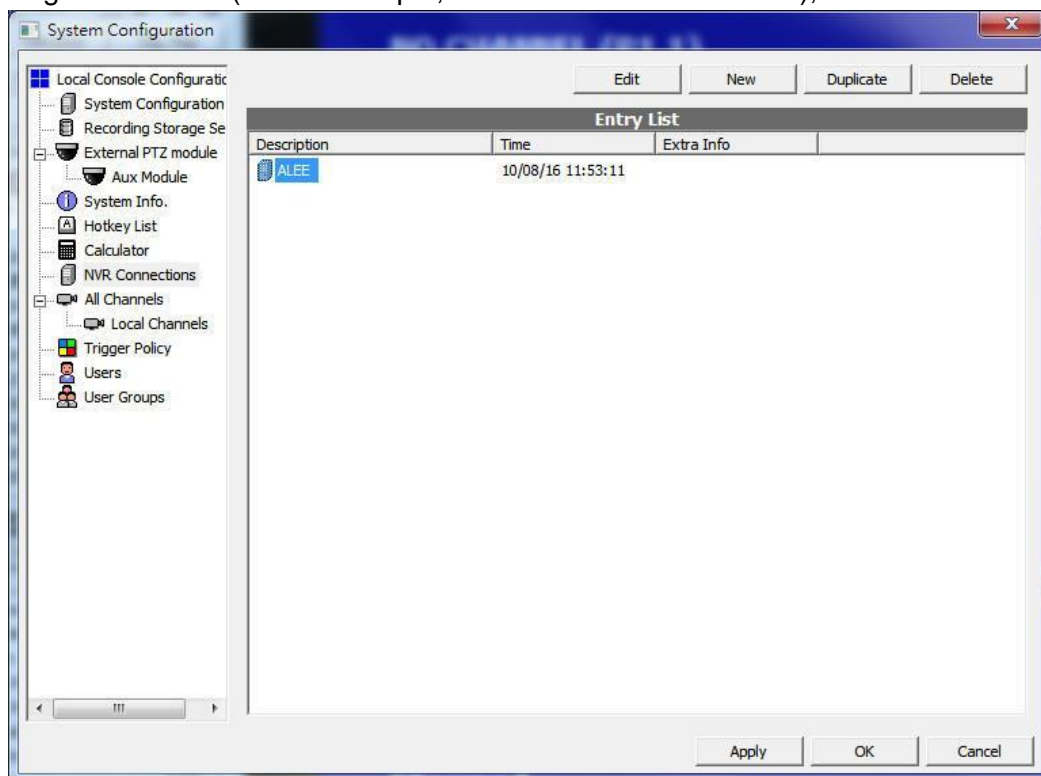 System Configuration
Edit New Duplicate Delete
Entry List
Description Time Extra Info
ALEE 10/08/16 11:53:11
Local Console Configuratic
System Configuration
Recording Storage Se
External PTZ module
Aux Module
System Info.
Hotkey List
Calculator
NVR Connections
All Channels
Local Channels
Trigger Policy
Users
User Groups
Apply OK Cancel